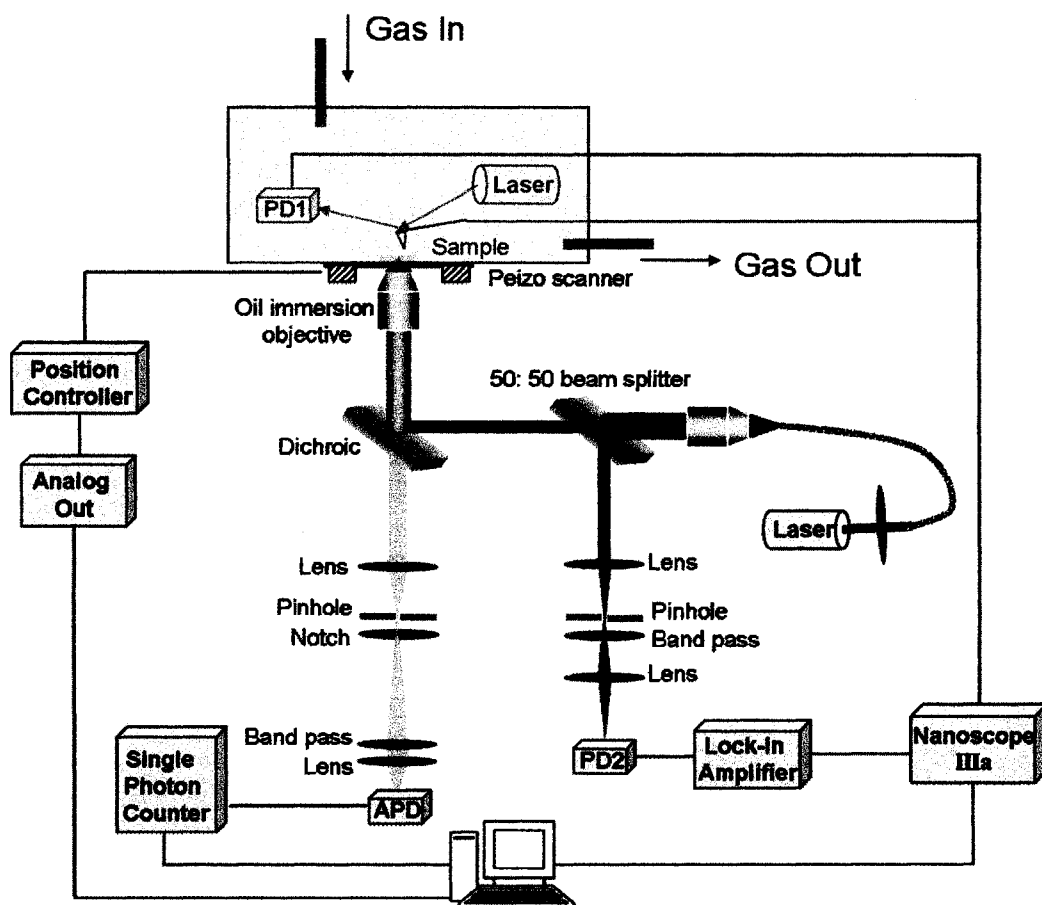 Gas In
Laser
PD1
Sample
Gas Out
Peizo scanner
Oil immersion
objective
Position
Controller
50: 50 beam splitter
Dichroic
Analog
Out
Laser
Lens
Lens
Pinhole
Pinhole
Notch
Band pass
Lens
Band pass
Lens
Single
Photon
Counter
APD
PD2
Lock-In
Amplifier
Nanoscope
IIIa